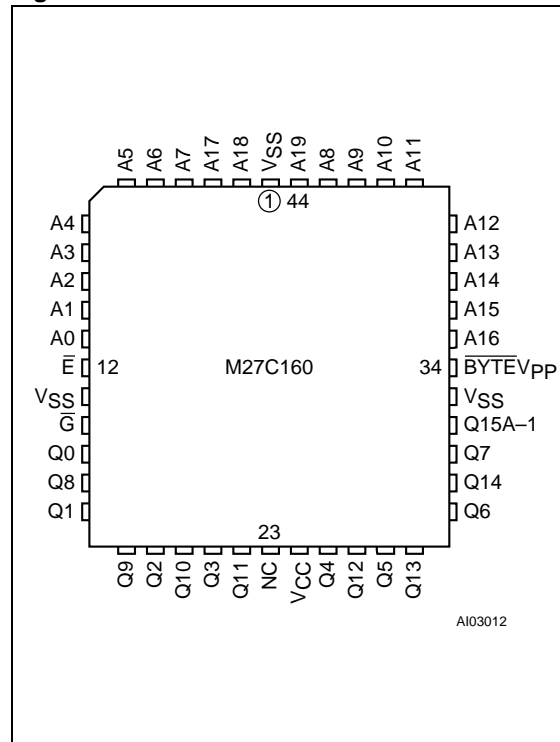 A5 A6 A7 A17 A18 VSS A19 A8 A9 A10 A11
1 44
A4 A12
A3 A13
A2 A14
A1 A15
A0 A16
E̅ 12 M27C160 34 B̅Y̅T̅E̅VPP
VSS VSS
G̅ Q15A–1
Q0 Q7
Q8 Q14
Q1 Q6
23
Q9 Q2 Q10 Q3 Q11 NC VCC Q4 Q12 Q5 Q13
AI03012